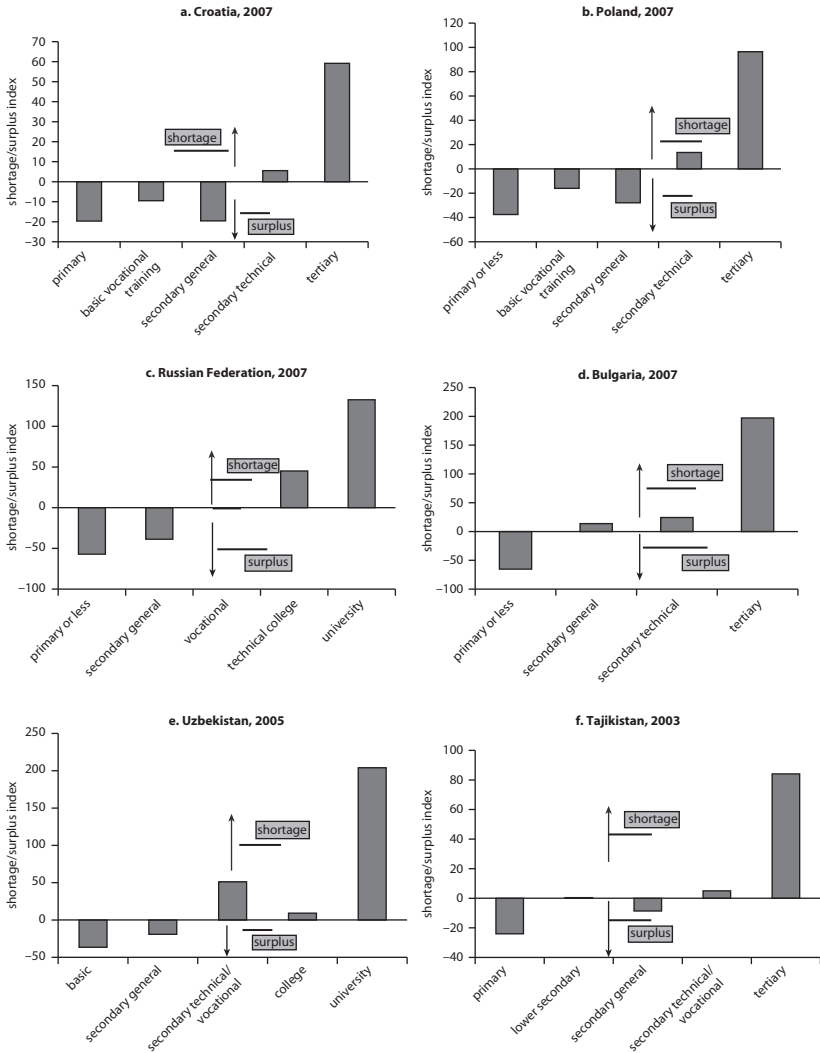 a. Croatia, 2007
shortage/surplus index
70
60
50
40
30
20
10
0
–10
–20
–30
shortage
surplus
primary
basic vocational
training
secondary general
secondary technical
tertiary
b. Poland, 2007
shortage/surplus index
120
100
80
60
40
20
0
–20
–40
–60
shortage
surplus
primary or less
basic vocational
training
secondary general
secondary technical
tertiary
c. Russian Federation, 2007
shortage/surplus index
150
100
50
0
–50
–100
shortage
surplus
primary or less
secondary general
vocational
technical college
university
d. Bulgaria, 2007
shortage/surplus index
250
200
150
100
50
0
–50
–100
shortage
surplus
primary or less
secondary general
secondary technical
tertiary
e. Uzbekistan, 2005
shortage/surplus index
250
200
150
100
50
0
–50
shortage
surplus
basic
secondary general
secondary technical/
vocational
college
university
f. Tajikistan, 2003
shortage/surplus index
100
80
60
40
20
0
–20
–40
shortage
surplus
primary
lower secondary
secondary general
secondary technical/
vocational
tertiary